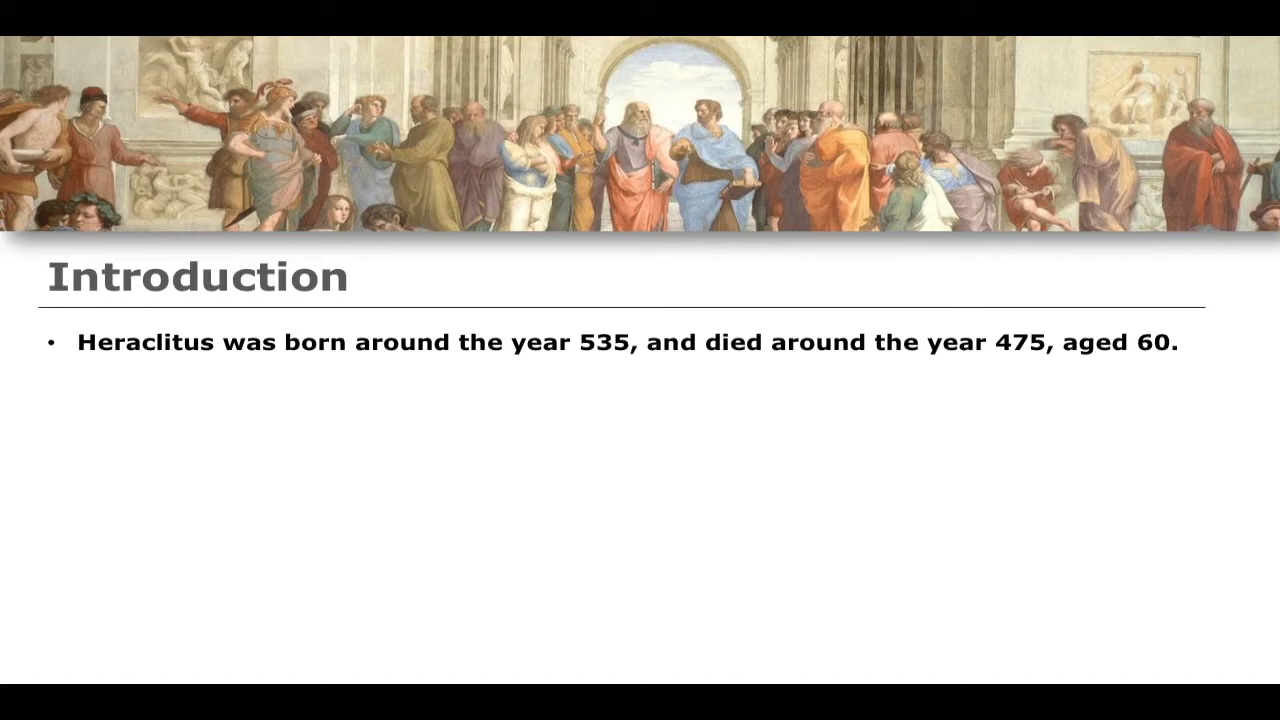 Introduction
• Heraclitus was born around the year 535, and died around the year 475, aged 60.